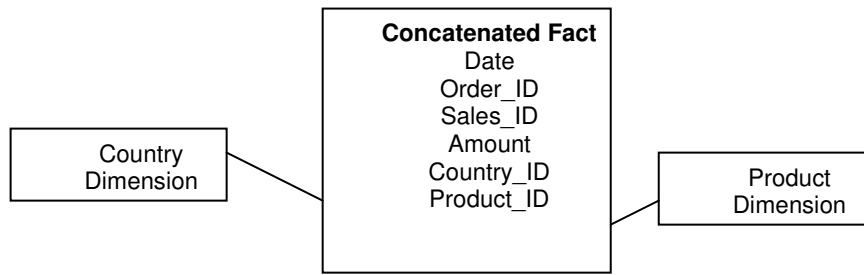 Concatenated Fact
Date
Order_ID
Sales_ID
Amount
Country_ID
Product_ID
Country
Dimension
Product
Dimension